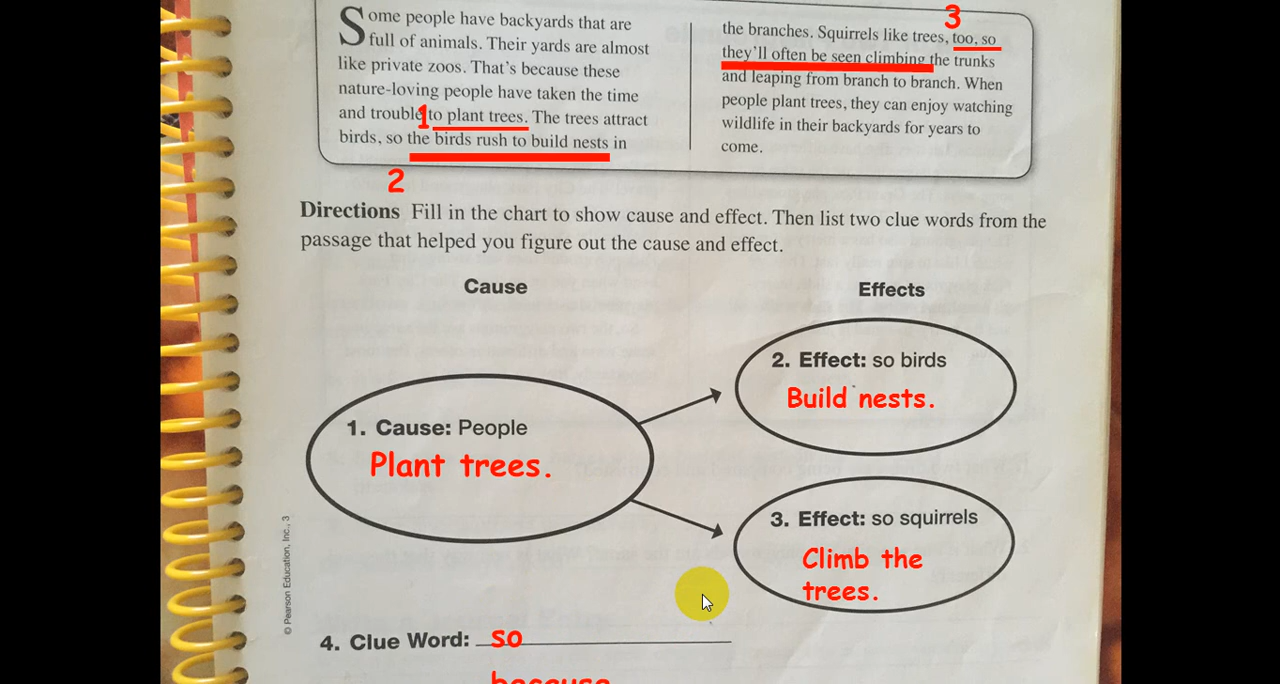 Some people have backyards that are
full of animals. Their yards are almost
like private zoos. That's because these
nature-loving people have taken the time
and trouble to plant trees. The trees attract
1
birds, so the birds rush to build nests in
2
3
the branches. Squirrels like trees, too, so
they'll often be seen climbing the trunks
and leaping from branch to branch. When
people plant trees, they can enjoy watching
wildlife in their backyards for years to
come.
Directions Fill in the chart to show cause and effect. Then list two clue words from the
passage that helped you figure out the cause and effect.
Cause
Effects
1. Cause: People
Plant trees.
2. Effect: so birds
Build nests.
3. Effect: so squirrels
Climb the
trees.
© Pearson Education, Inc., 3
4. Clue Word: so
because